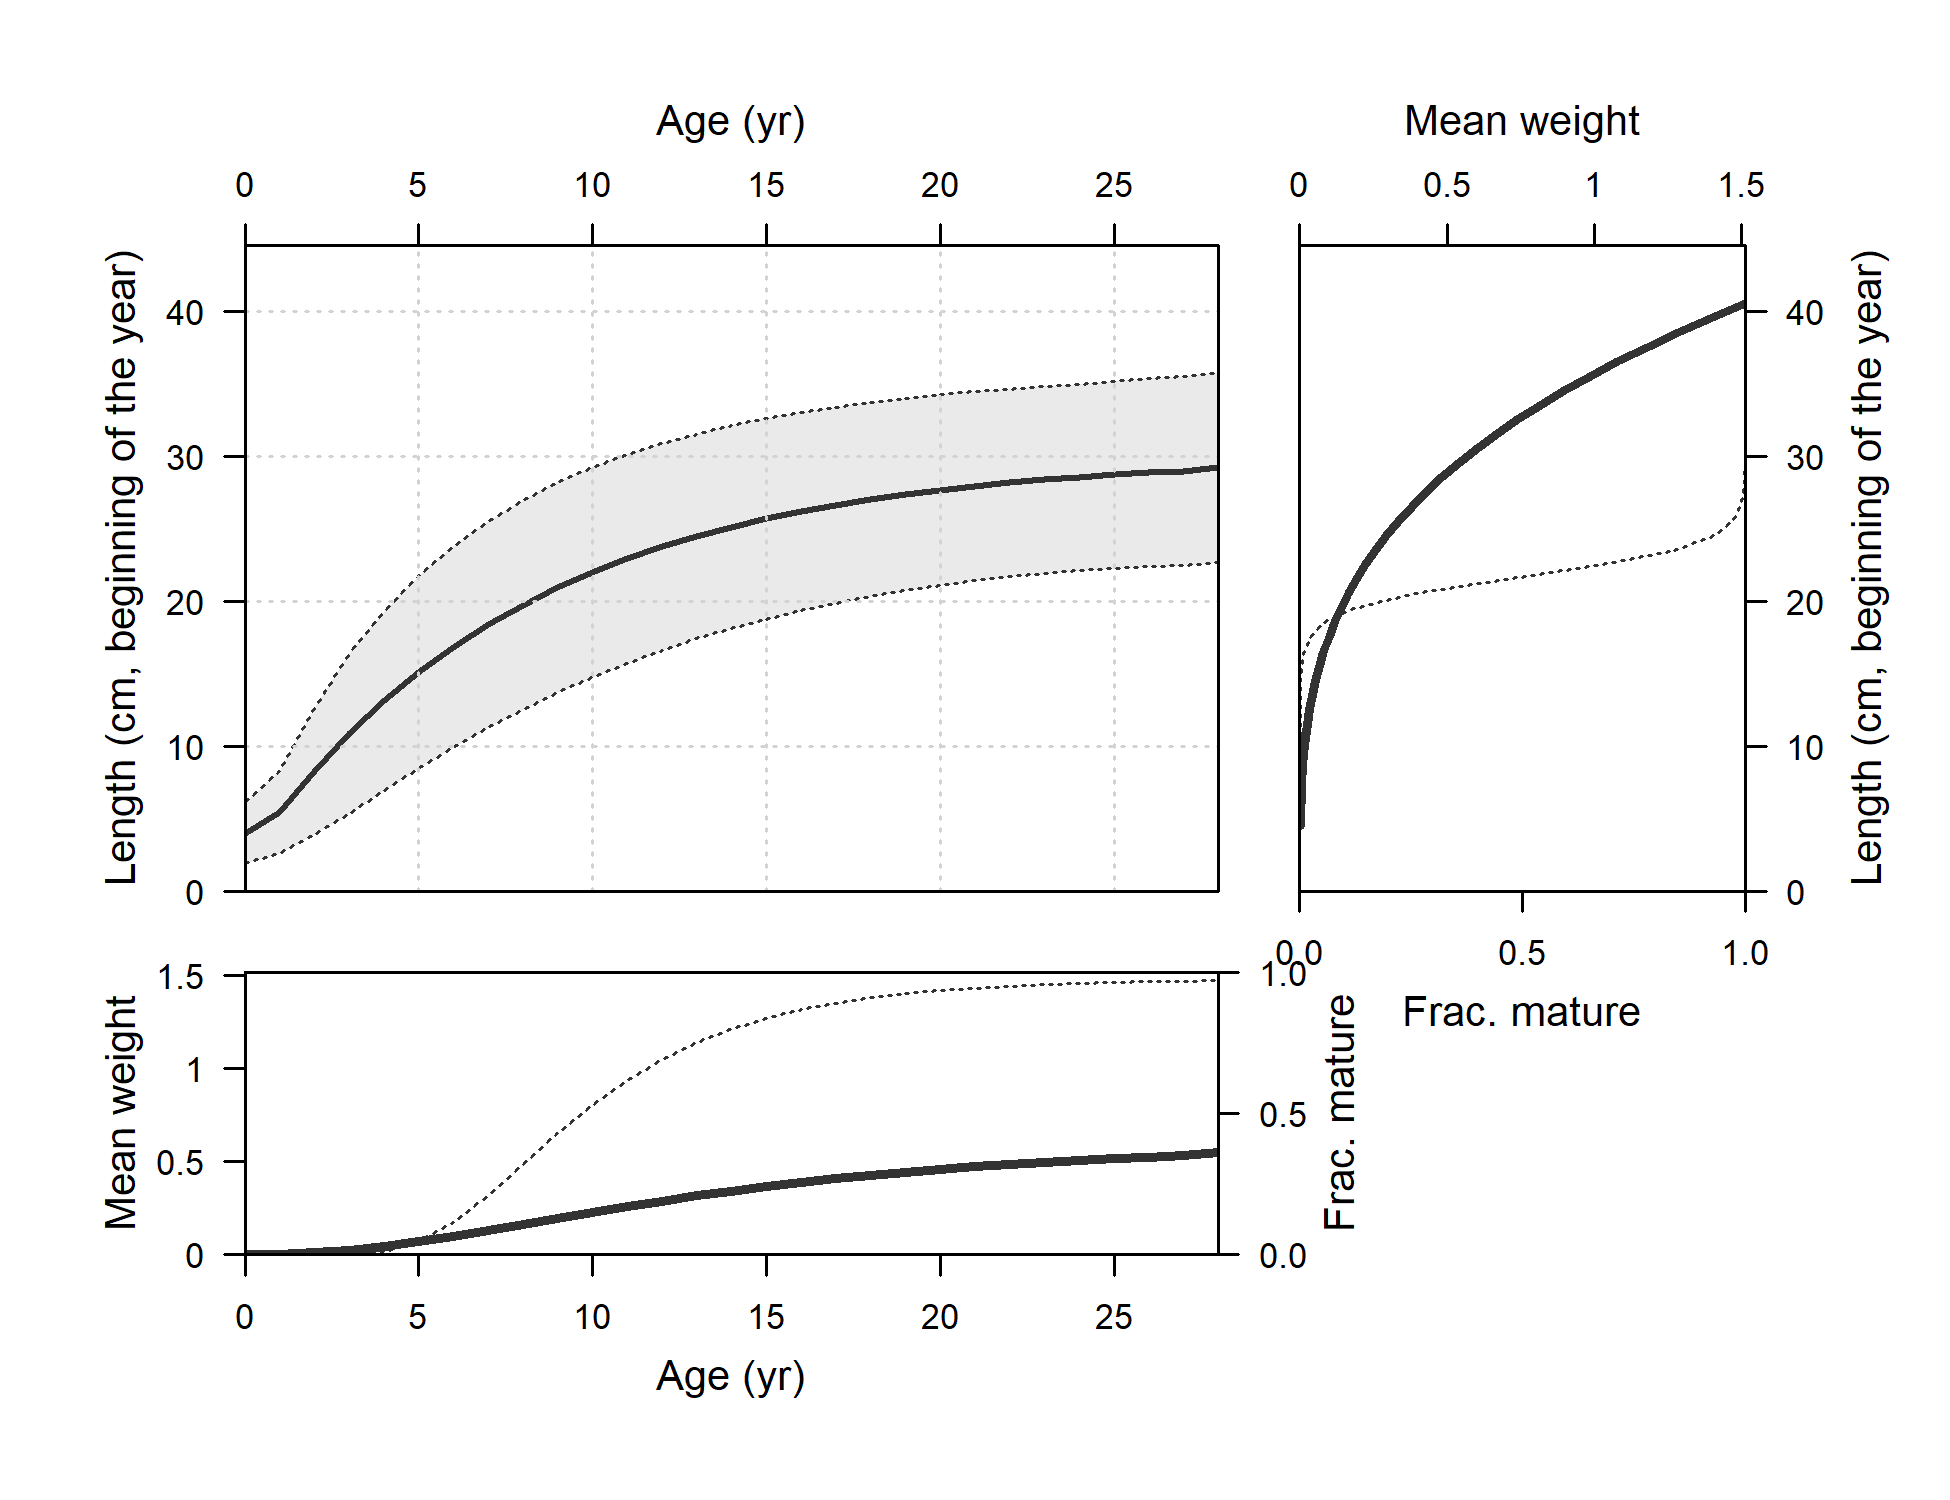 Age (yr)
0 5 10 15 20 25
Mean weight
0 0.5 1 1.5
Length (cm, beginning of the year)
40
30
20
10
0
Length (cm, beginning of the year)
40
30
20
10
0
0.0 0.5 1.0
Frac. mature
Mean weight
1.5
1
0.5
0
Frac. mature
1.0
0.5
0.0
0 5 10 15 20 25
Age (yr)